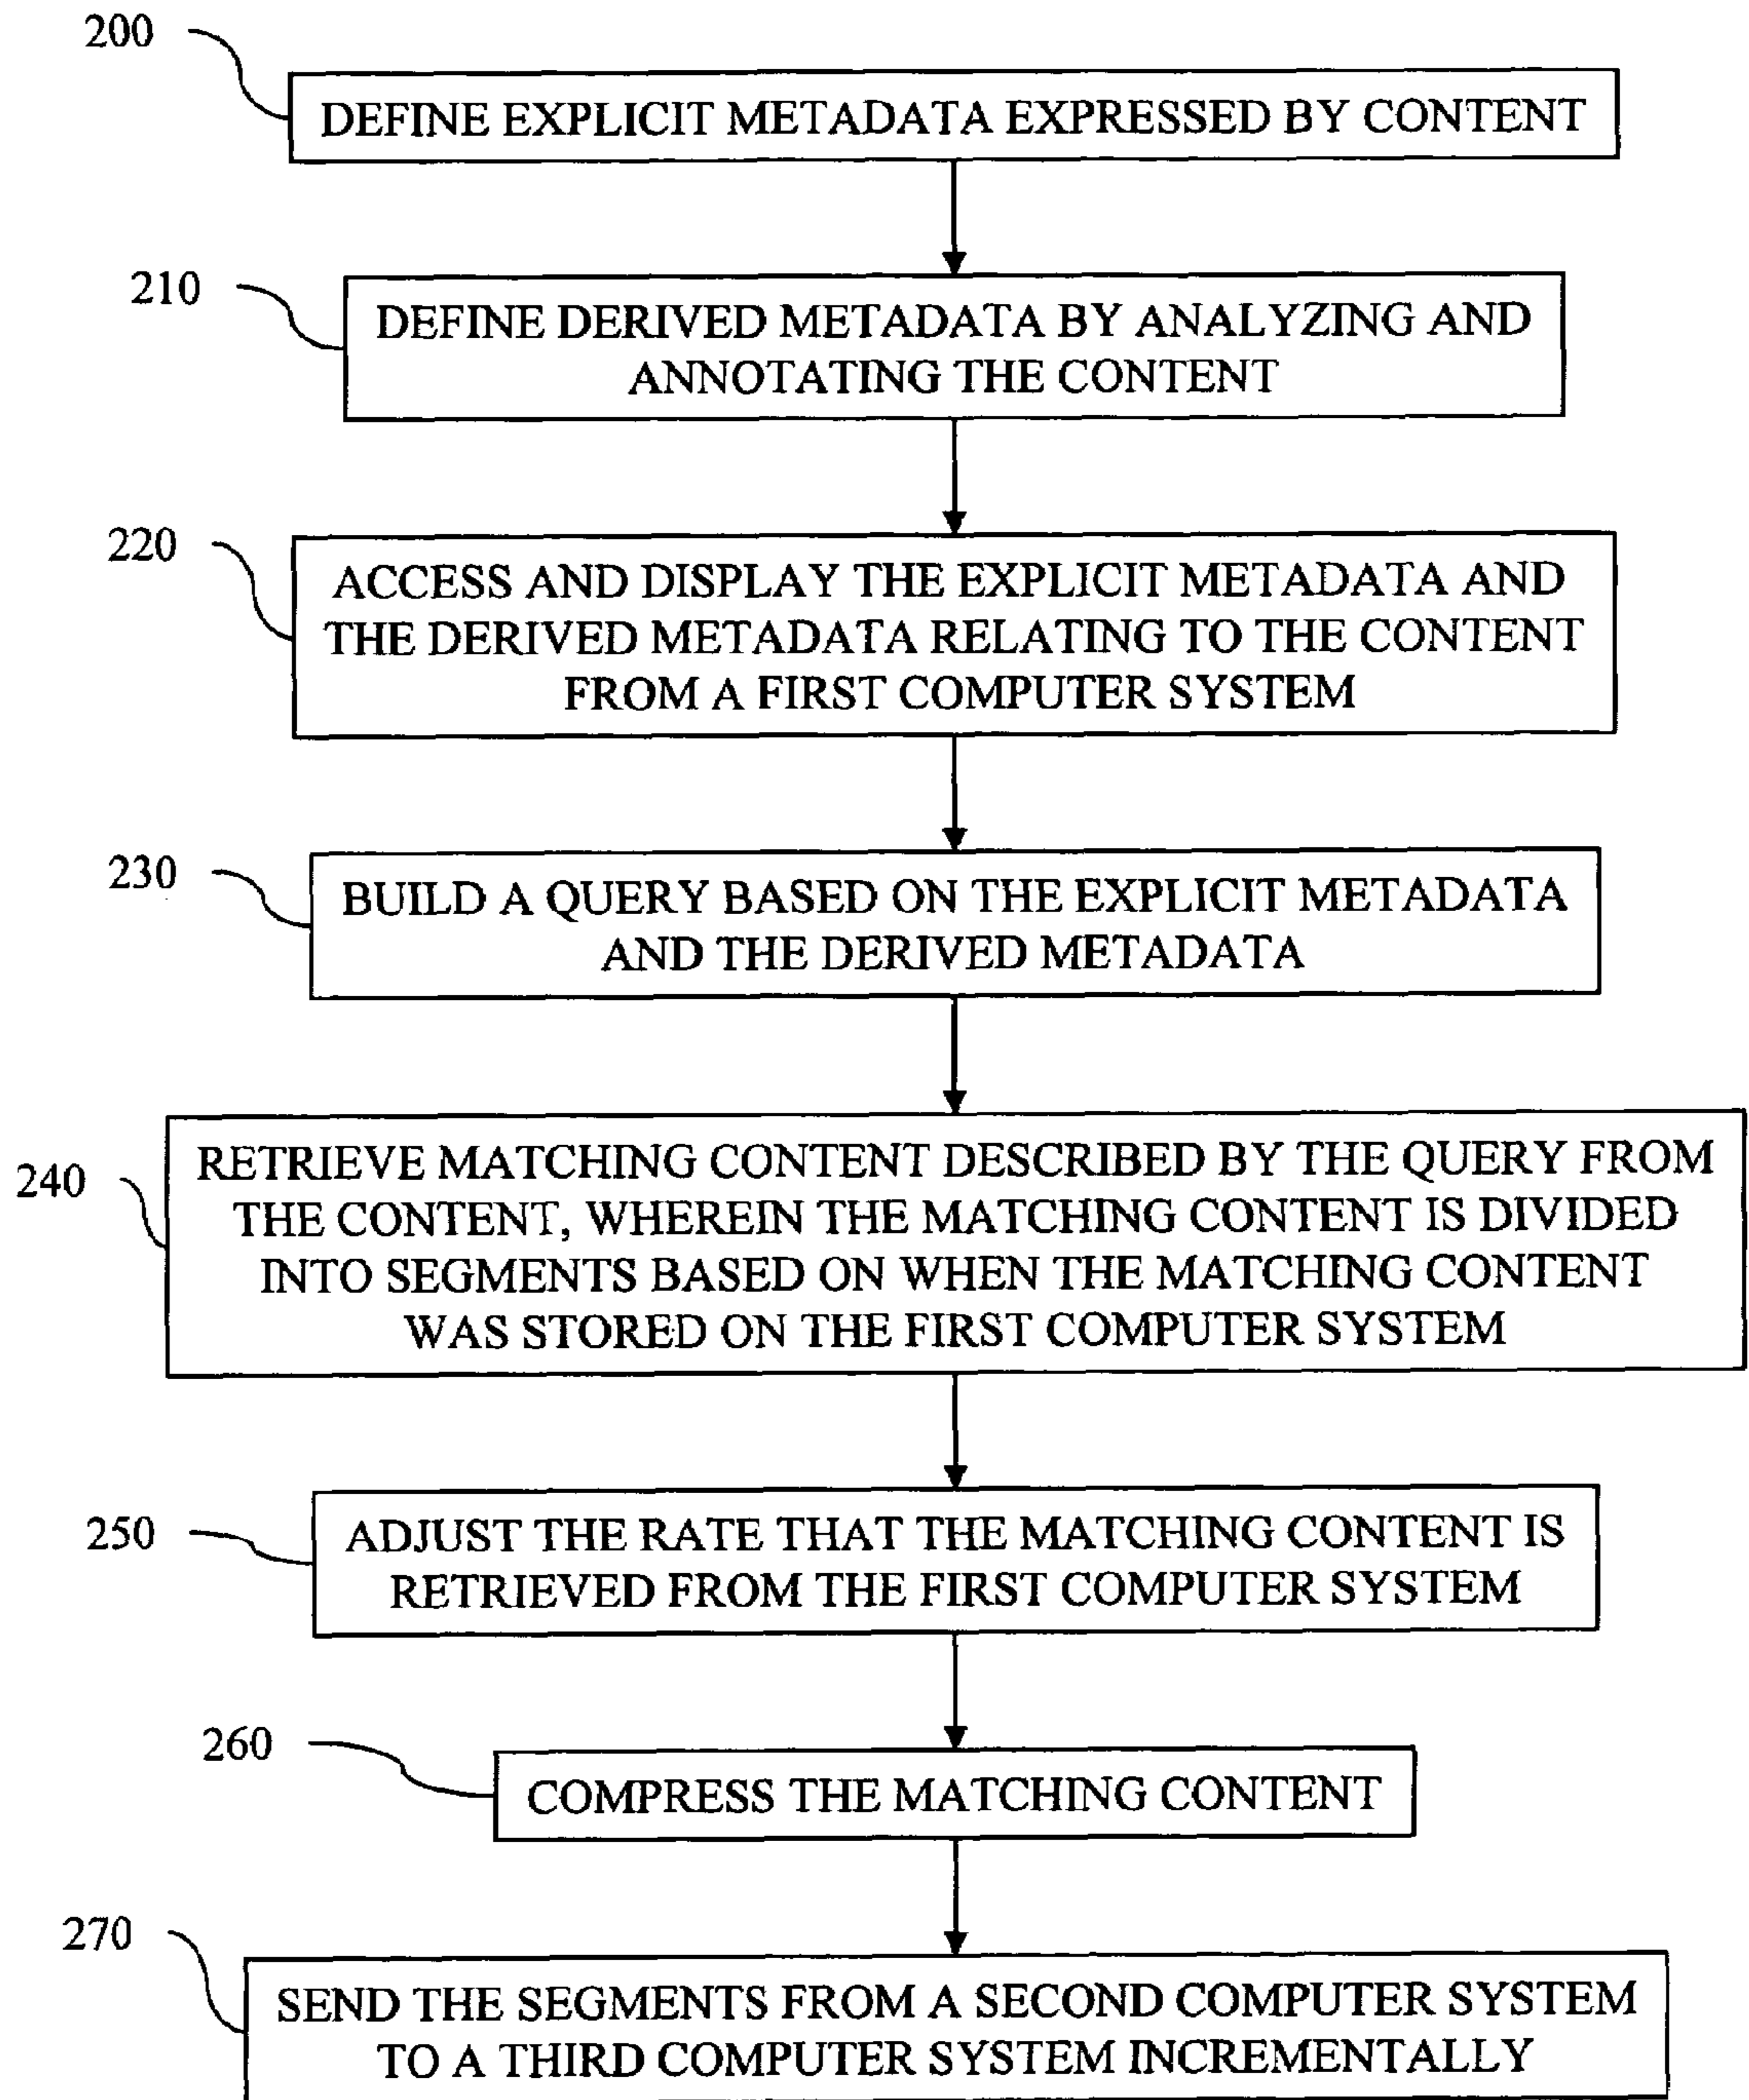 200
DEFINE EXPLICIT METADATA EXPRESSED BY CONTENT
210
DEFINE DERIVED METADATA BY ANALYZING AND
ANNOTATING THE CONTENT
220
ACCESS AND DISPLAY THE EXPLICIT METADATA AND
THE DERIVED METADATA RELATING TO THE CONTENT
FROM A FIRST COMPUTER SYSTEM
230
BUILD A QUERY BASED ON THE EXPLICIT METADATA
AND THE DERIVED METADATA
240
RETRIEVE MATCHING CONTENT DESCRIBED BY THE QUERY FROM
THE CONTENT, WHEREIN THE MATCHING CONTENT IS DIVIDED
INTO SEGMENTS BASED ON WHEN THE MATCHING CONTENT
WAS STORED ON THE FIRST COMPUTER SYSTEM
250
ADJUST THE RATE THAT THE MATCHING CONTENT IS
RETRIEVED FROM THE FIRST COMPUTER SYSTEM
260
COMPRESS THE MATCHING CONTENT
270
SEND THE SEGMENTS FROM A SECOND COMPUTER SYSTEM
TO A THIRD COMPUTER SYSTEM INCREMENTALLY